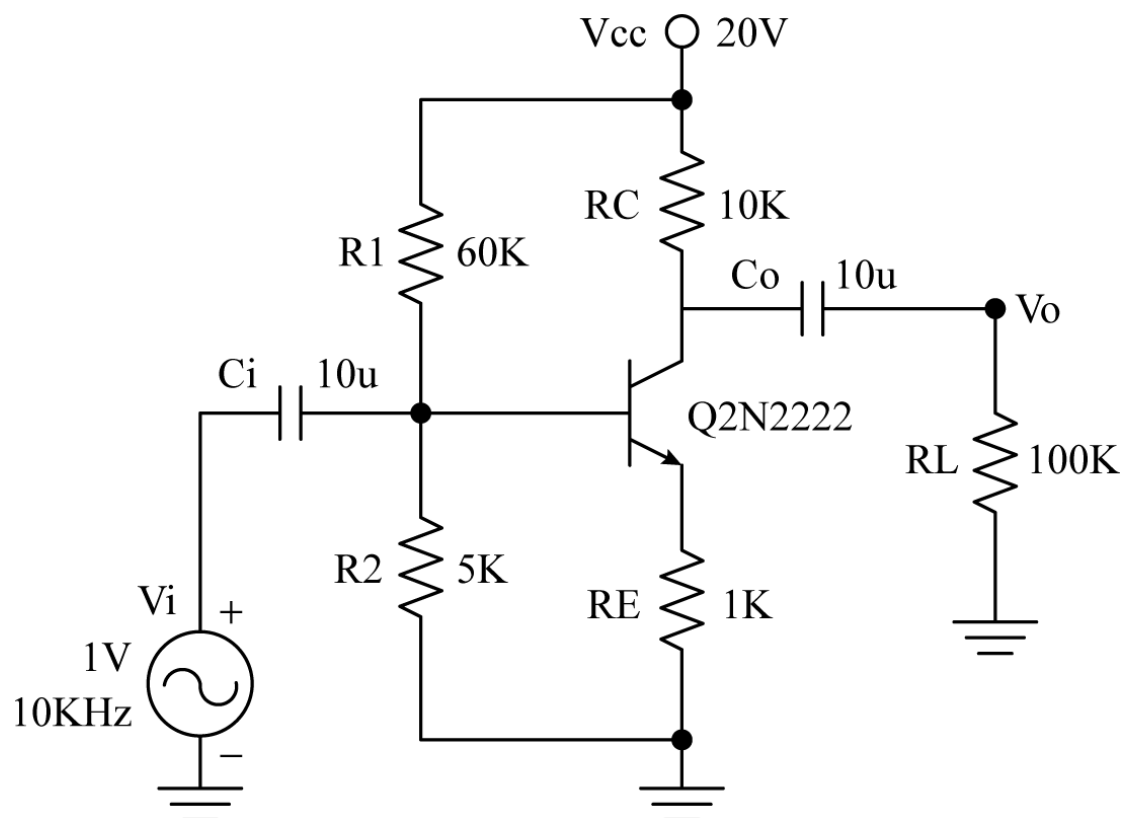 Vcc 20V
RC 10K
R1 60K
Co 10u
Vo
Ci 10u
Q2N2222
RL 100K
R2 5K
RE 1K
Vi +
1V
10KHz
−